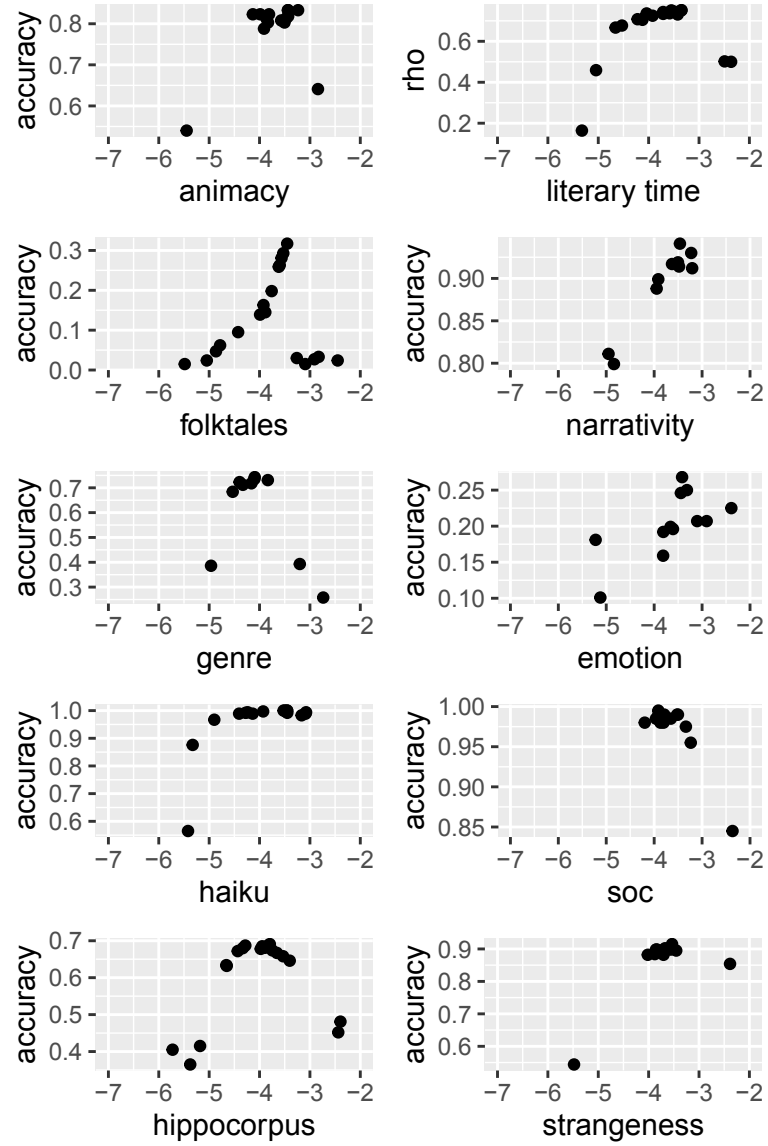 accuracy
0.8
0.7
0.6
−7 −6 −5 −4 −3 −2
animacy
rho
0.6
0.4
0.2
−7 −6 −5 −4 −3 −2
literary time
accuracy
0.3
0.2
0.1
0.0
−7 −6 −5 −4 −3 −2
folktales
accuracy
0.90
0.85
0.80
−7 −6 −5 −4 −3 −2
narrativity
accuracy
0.7
0.6
0.5
0.4
0.3
−7 −6 −5 −4 −3 −2
genre
accuracy
0.25
0.20
0.15
0.10
−7 −6 −5 −4 −3 −2
emotion
accuracy
1.0
0.9
0.8
0.7
0.6
−7 −6 −5 −4 −3 −2
haiku
accuracy
1.00
0.95
0.90
0.85
−7 −6 −5 −4 −3 −2
soc
accuracy
0.7
0.6
0.5
0.4
−7 −6 −5 −4 −3 −2
hippocorpus
accuracy
0.9
0.8
0.7
0.6
−7 −6 −5 −4 −3 −2
strangeness